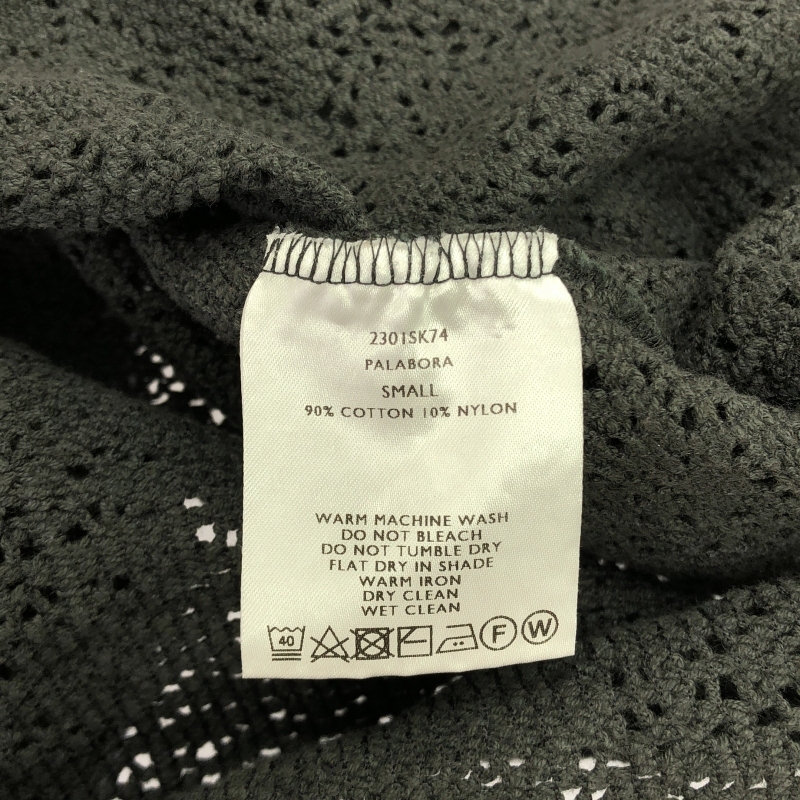 2301SK74
PALABORA
SMALL
90% COTTON 10% NYLON
WARM MACHINE WASH
DO NOT BLEACH
DO NOT TUMBLE DRY
FLAT DRY IN SHADE
WARM IRON
DRY CLEAN
WET CLEAN
40 F W